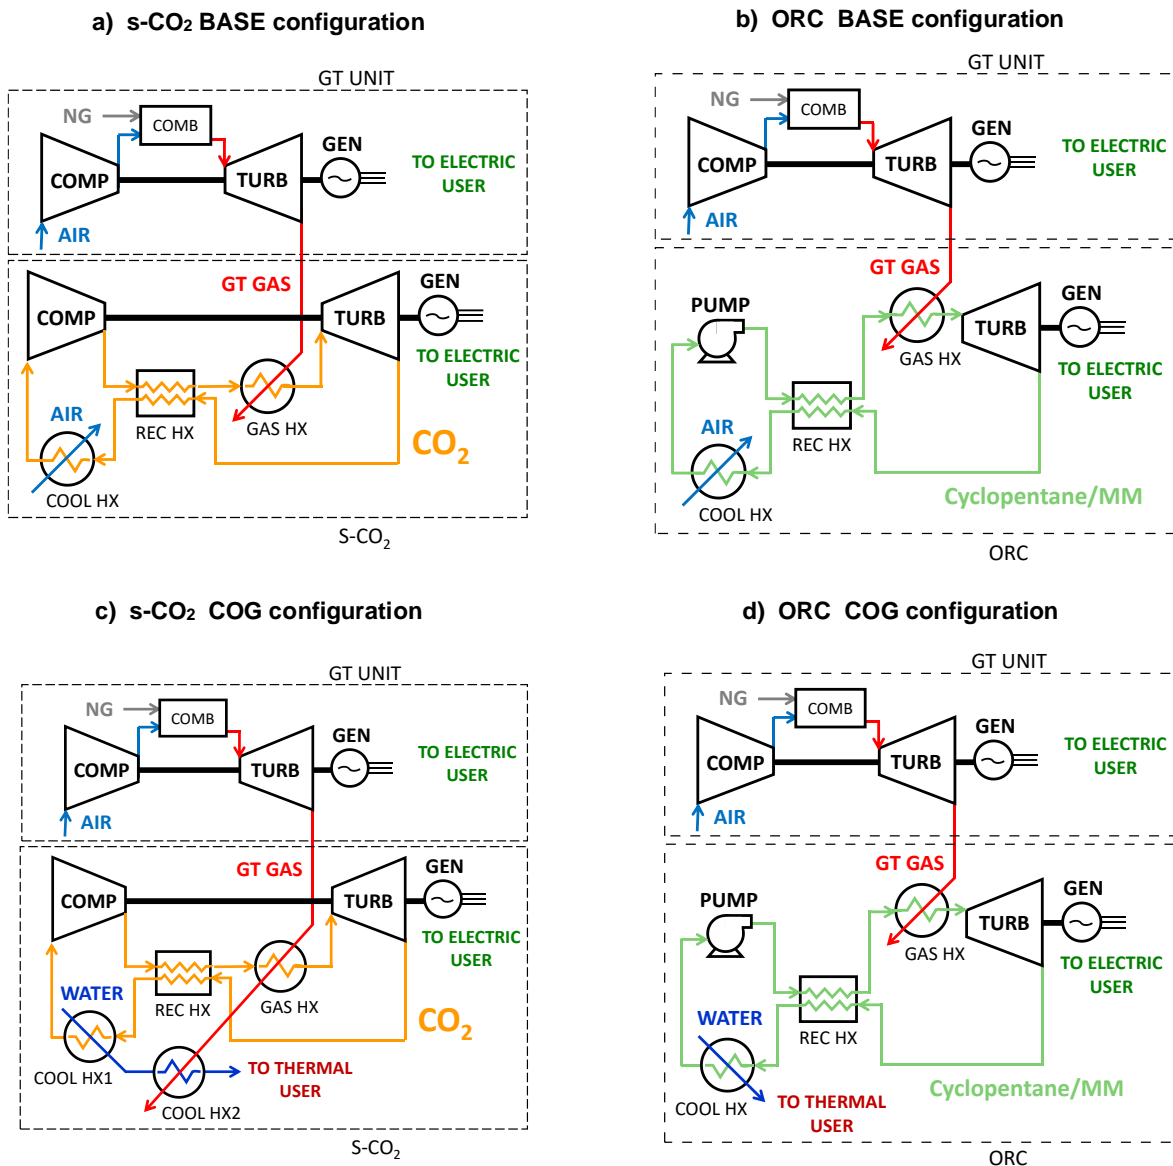 a) s-CO₂ BASE configuration
GT UNIT
NG
COMB
GEN
COMP
TURB
TO ELECTRIC
USER
AIR
GT GAS
COMP
TURB
GEN
TO ELECTRIC
USER
AIR
REC HX
GAS HX
CO₂
COOL HX
S-CO₂
b) ORC BASE configuration
GT UNIT
NG
COMB
GEN
COMP
TURB
TO ELECTRIC
USER
AIR
GT GAS
PUMP
GEN
TURB
GAS HX
TO ELECTRIC
USER
AIR
REC HX
Cyclopentane/MM
COOL HX
ORC
c) s-CO₂ COG configuration
GT UNIT
NG
COMB
GEN
COMP
TURB
TO ELECTRIC
USER
AIR
GT GAS
GEN
COMP
TURB
TO ELECTRIC
USER
WATER
REC HX
GAS HX
CO₂
COOL HX1
TO THERMAL
USER
COOL HX2
S-CO₂
d) ORC COG configuration
GT UNIT
NG
COMB
GEN
COMP
TURB
TO ELECTRIC
USER
AIR
GT GAS
PUMP
GEN
TURB
GAS HX
TO ELECTRIC
USER
WATER
REC HX
COOL HX
Cyclopentane/MM
TO THERMAL
USER
ORC